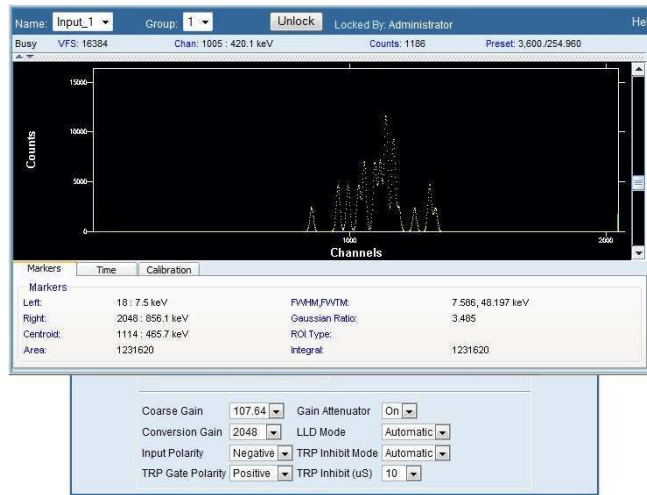 Name: Input_1 Group: 1 Unlock Locked By: Administrator
Busy VFS: 16384 Chan: 1005 : 420.1 keV Counts: 1186 Preset: 3,600./254.960
15000
10000
5000
0
Counts
1000 2000
Channels
Markers Time Calibration
Markers
Left: 18 : 7.5 keV FWHM,FWTM: 7.586, 48.197 keV
Right: 2048 : 856.1 keV Gaussian Ratio: 3.485
Centroid: 1114 : 465.7 keV ROI Type:
Area: 1231620 Integral: 1231620
Coarse Gain 107.64 Gain Attenuator On
Conversion Gain 2048 LLD Mode Automatic
Input Polarity Negative TRP Inhibit Mode Automatic
TRP Gate Polarity Positive TRP Inhibit (uS) 10